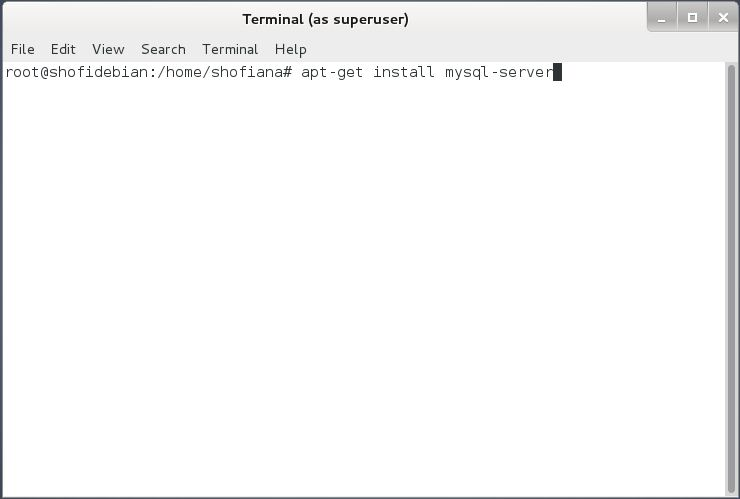 Terminal (as superuser)
File Edit View Search Terminal Help
root@shofidebian:/home/shofiana# apt-get install mysql-server